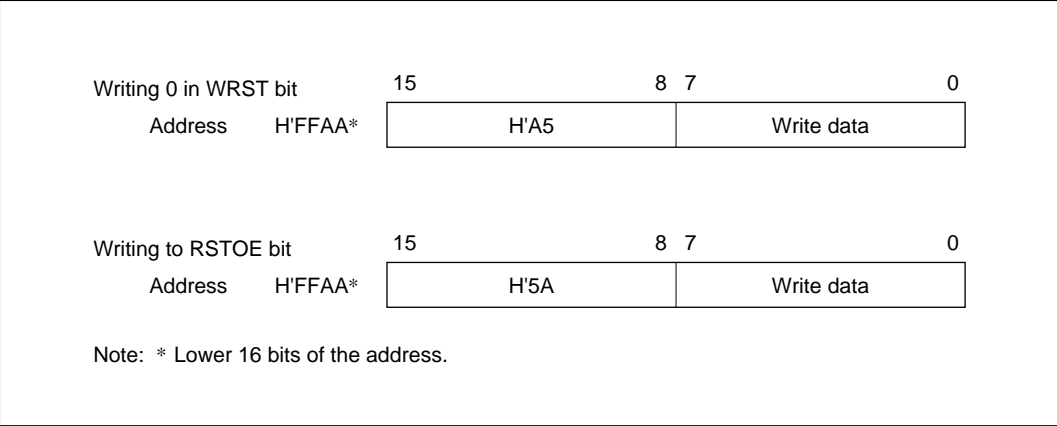 Writing 0 in WRST bit 15 8 7 0
Address H'FFAA* H'A5 Write data
Writing to RSTOE bit 15 8 7 0
Address H'FFAA* H'5A Write data
Note: * Lower 16 bits of the address.